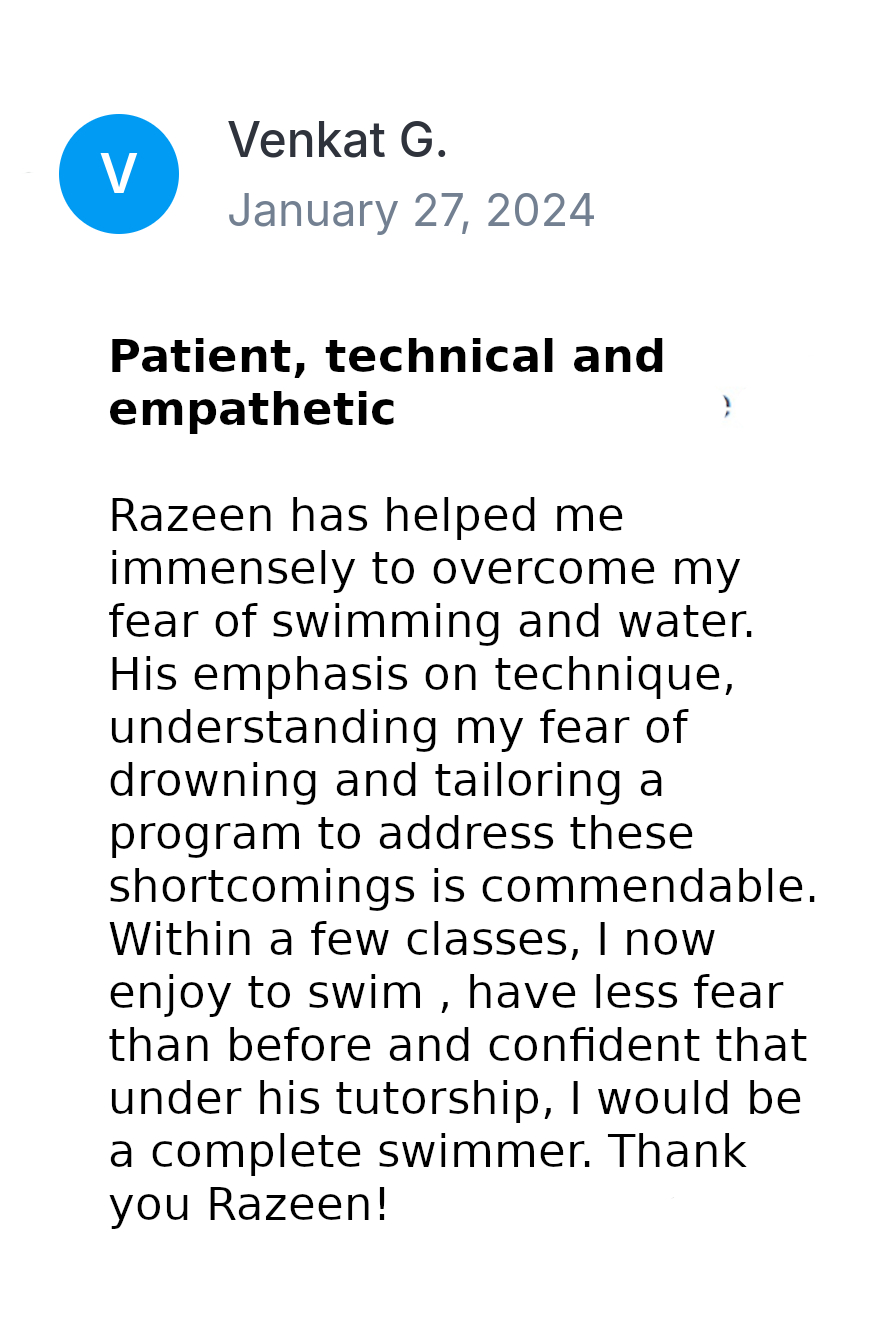 V
Venkat G.
January 27, 2024
Patient, technical and
empathetic
Razeen has helped me
immensely to overcome my
fear of swimming and water.
His emphasis on technique,
understanding my fear of
drowning and tailoring a
program to address these
shortcomings is commendable.
Within a few classes, I now
enjoy to swim , have less fear
than before and confident that
under his tutorship, I would be
a complete swimmer. Thank
you Razeen!